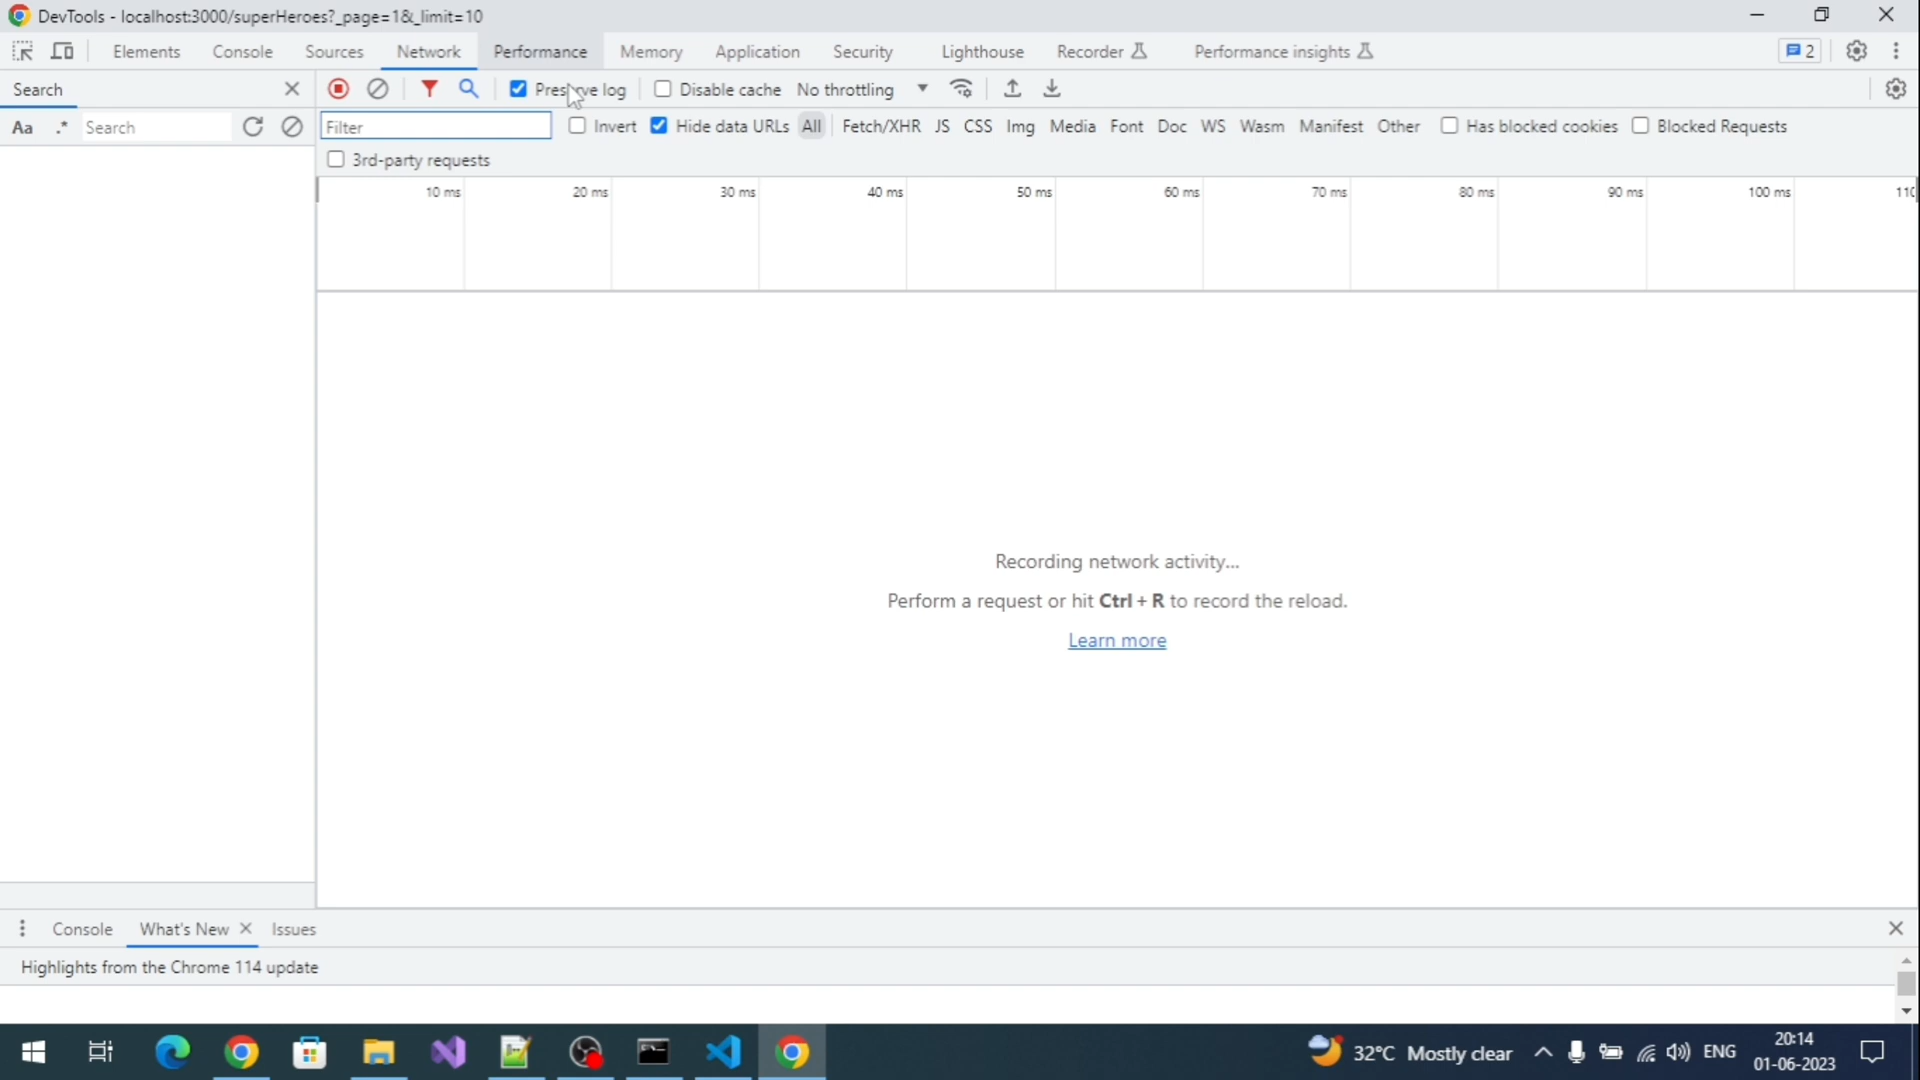 DevTools - localhost:3000/superHeroes?_page=1&_limit=10
Elements Console Sources Network Performance Memory Application Security Lighthouse Recorder Performance insights 2
Search Preserve log Disable cache No throttling
Aa .* Search Filter Invert Hide data URLs All Fetch/XHR JS CSS Img Media Font Doc WS Wasm Manifest Other Has blocked cookies Blocked Requests
3rd-party requests
10 ms 20 ms 30 ms 40 ms 50 ms 60 ms 70 ms 80 ms 90 ms 100 ms 110
Recording network activity...
Perform a request or hit Ctrl + R to record the reload.
Learn more
Console What's New Issues
Highlights from the Chrome 114 update
32°C Mostly clear ENG 20:14
01-06-2023